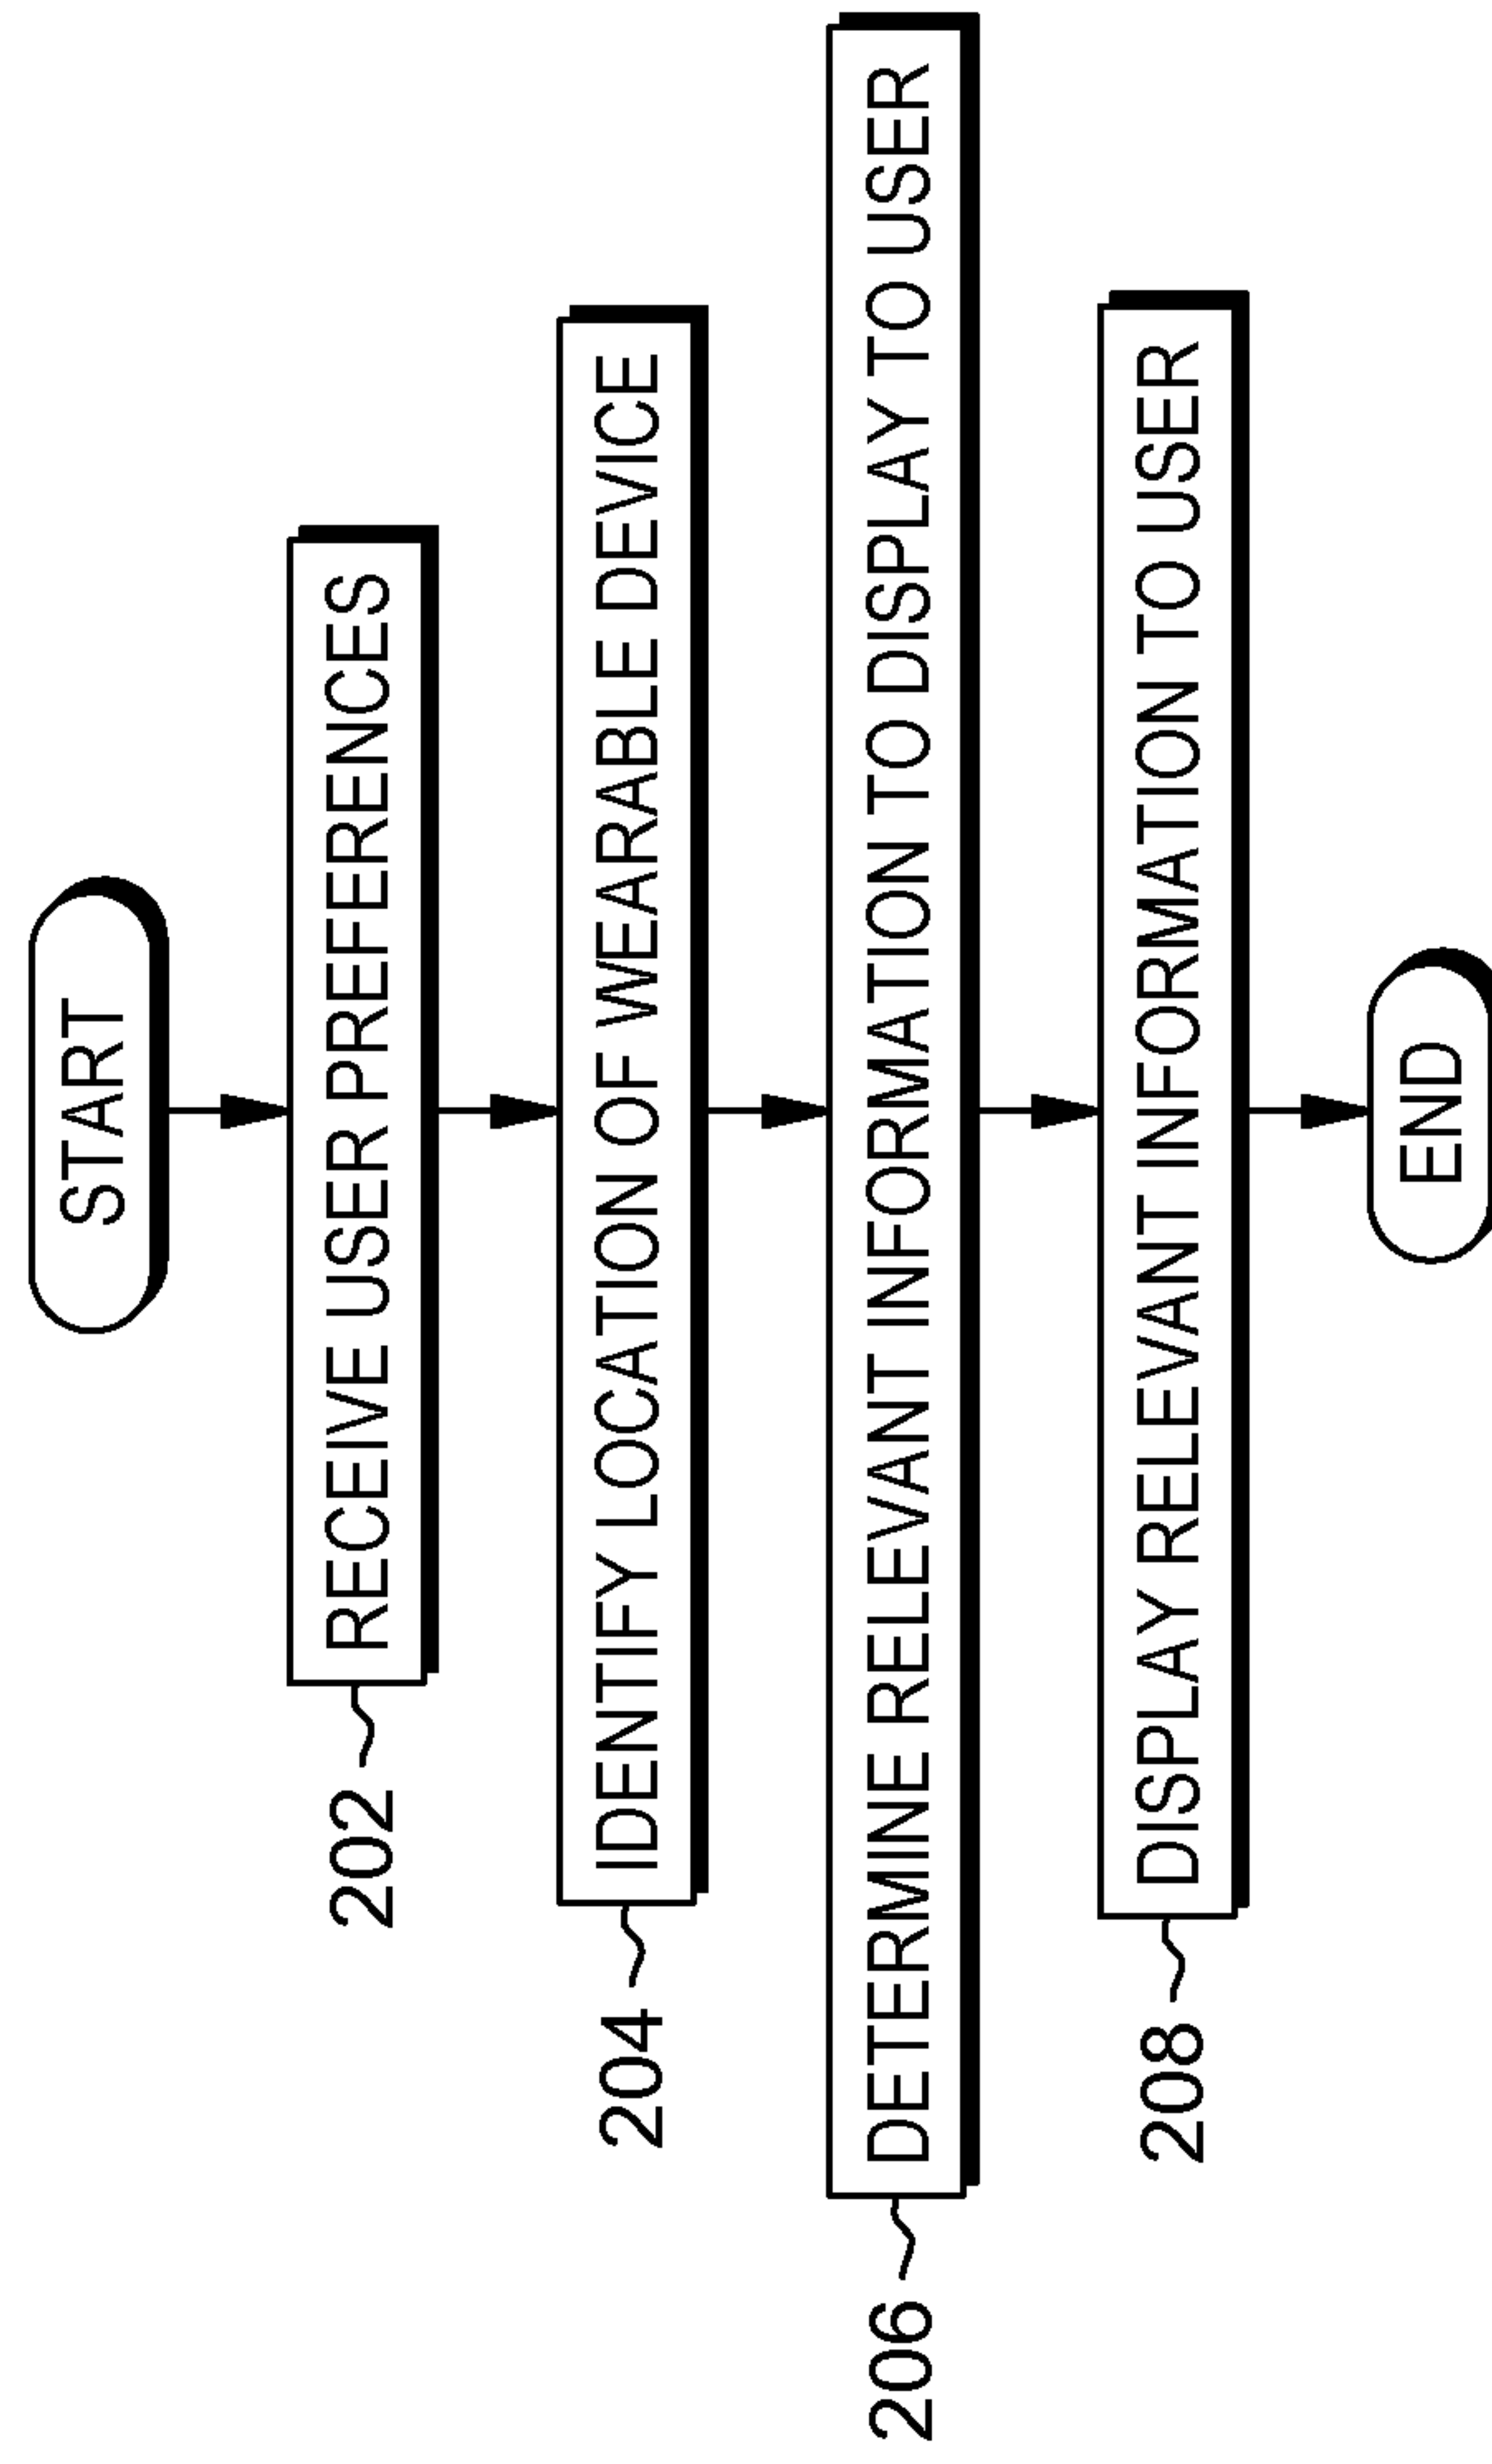 START
202 RECEIVE USER PREFERENCES
204 IDENTIFY LOCATION OF WEARABLE DEVICE
206 DETERMINE RELEVANT INFORMATION TO DISPLAY TO USER
208 DISPLAY RELEVANT INFORMATION TO USER
END